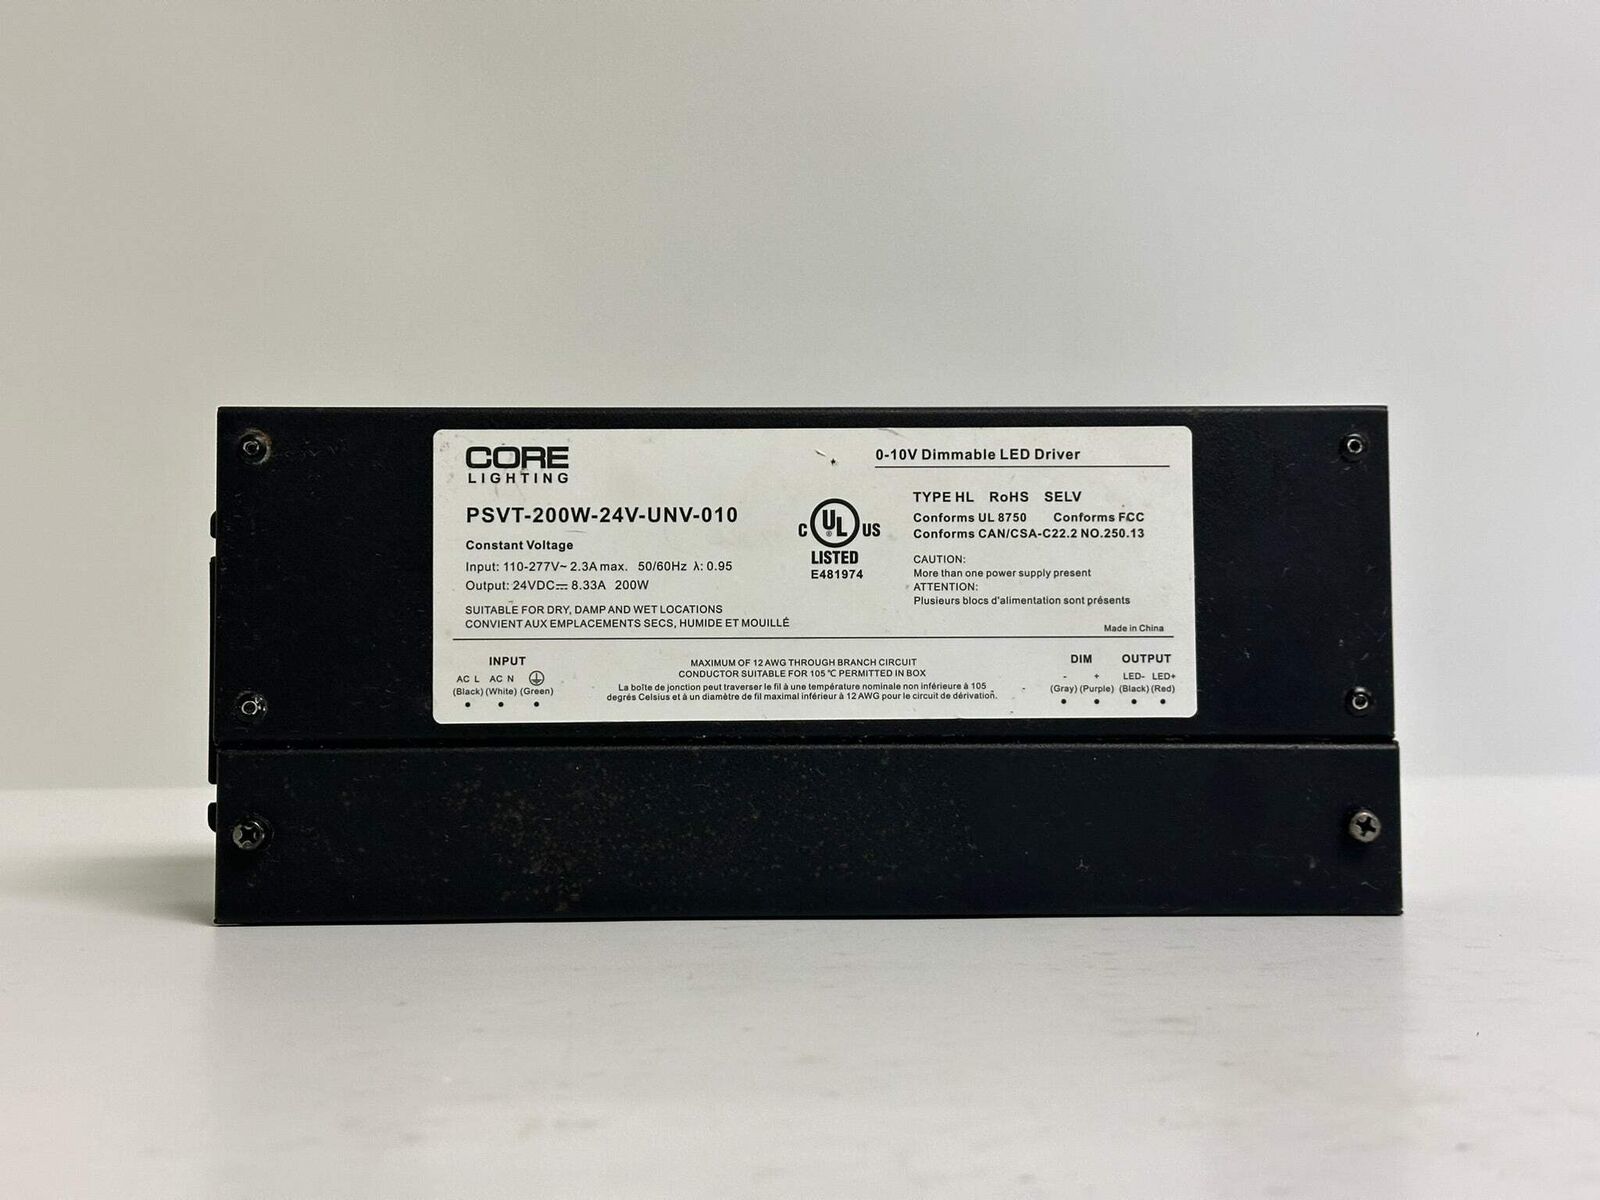 CORE
LIGHTING
PSVT-200W-24V-UNV-010
Constant Voltage
Input: 110-277V~ 2.3A max. 50/60Hz λ: 0.95
Output: 24VDC⎓ 8.33A 200W
SUITABLE FOR DRY, DAMP AND WET LOCATIONS
CONVIENT AUX EMPLACEMENTS SECS, HUMIDE ET MOUILLÉ
C UL ® US
LISTED
E481974
0-10V Dimmable LED Driver
TYPE HL RoHS SELV
Conforms UL 8750 Conforms FCC
Conforms CAN/CSA-C22.2 NO.250.13
CAUTION:
More than one power supply present
ATTENTION:
Plusieurs blocs d'alimentation sont présents
Made in China
INPUT
AC L AC N
(Black) (White) (Green)
MAXIMUM OF 12 AWG THROUGH BRANCH CIRCUIT
CONDUCTOR SUITABLE FOR 105 °C PERMITTED IN BOX
La boîte de jonction peut traverser le fil à une température nominale non inférieure à 105
degrés Celsius et à un diamètre de fil maximal inférieur à 12 AWG pour le circuit de dérivation.
DIM OUTPUT
- + LED- LED+
(Gray) (Purple) (Black) (Red)